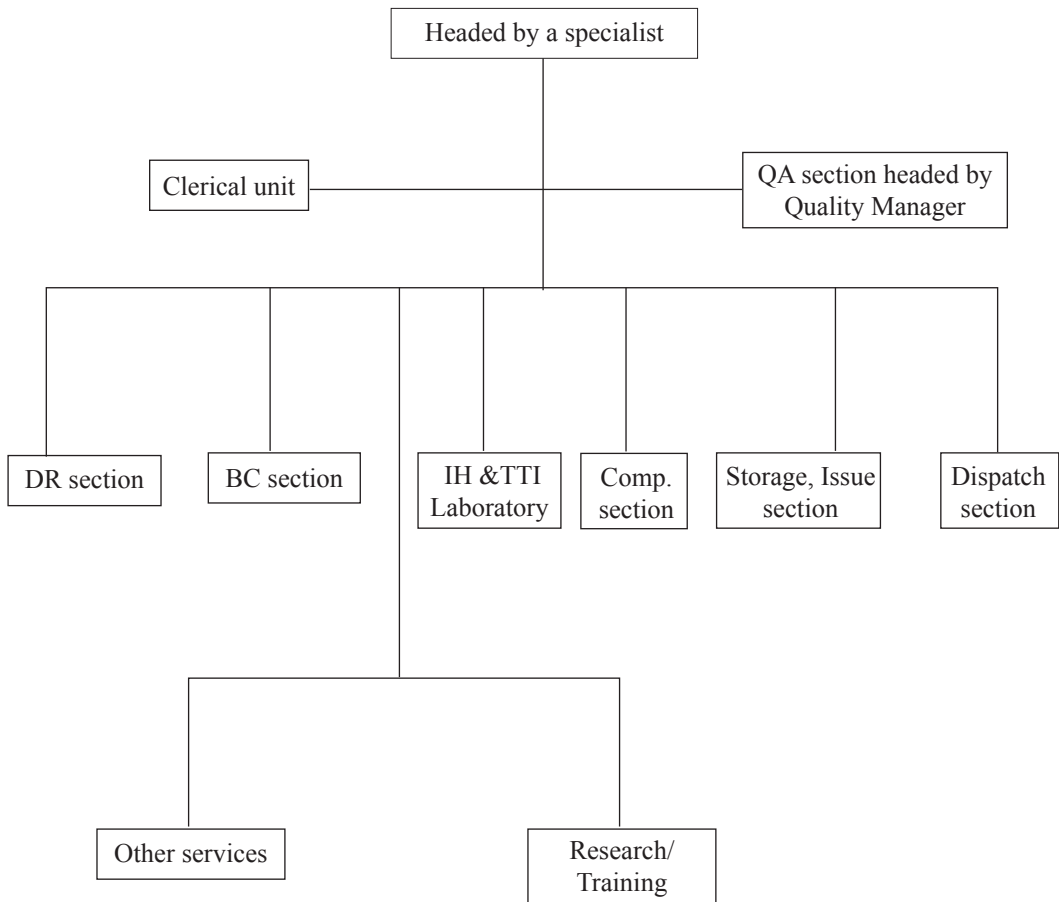 Headed by a specialist
Clerical unit
QA section headed by
Quality Manager
DR section
BC section
IH &TTI
Laboratory
Comp.
section
Storage, Issue
section
Dispatch
section
Other services
Research/
Training